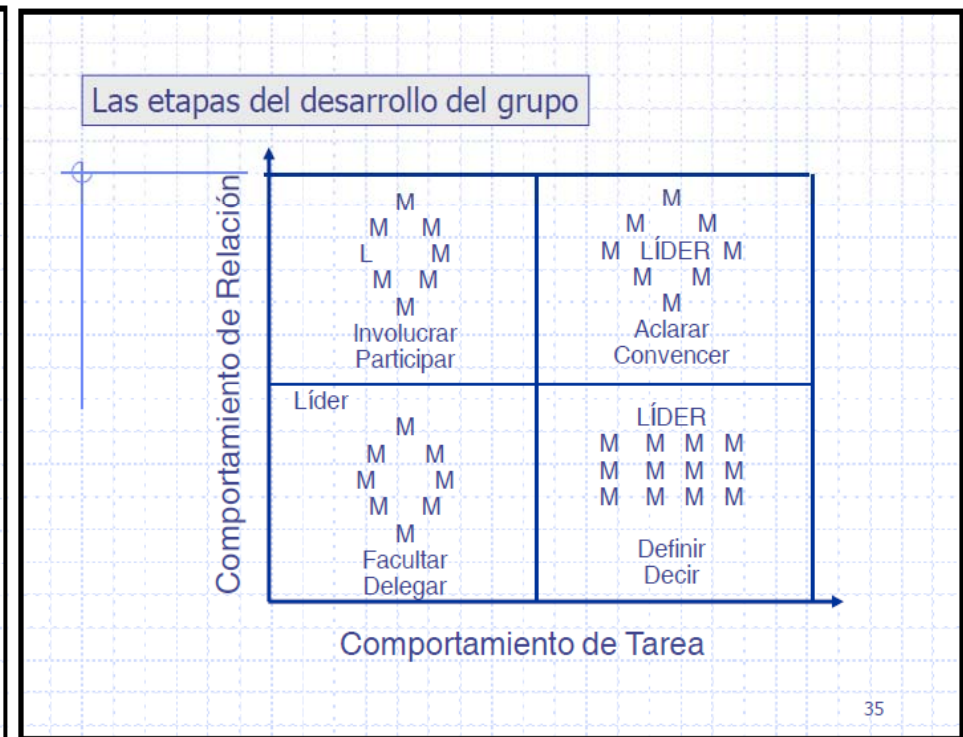 Las etapas del desarrollo del grupo
Comportamiento de Relación
M
M M
L M
M M
M
Involucrar
Participar
M
M M
M LÍDER M
M M
M
Aclarar
Convencer
Líder
M
M M
M M
M M
M
Facultar
Delegar
LÍDER
M M M M
M M M M
M M M M
Definir
Decir
Comportamiento de Tarea
35